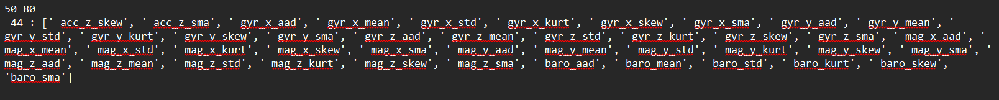 50 80
44 : [' acc_z_skew', ' acc_z_sma', ' gyr_x_aad', ' gyr_x_mean', ' gyr_x_std', ' gyr_x_kurt', ' gyr_x_skew', ' gyr_x_sma', ' gyr_y_aad', ' gyr_y_mean', '
gyr_y_std', ' gyr_y_kurt', ' gyr_y_skew', ' gyr_y_sma', ' gyr_z_aad', ' gyr_z_mean', ' gyr_z_std', ' gyr_z_kurt', ' gyr_z_skew', ' gyr_z_sma', ' mag_x_aad', '
mag_x_mean', ' mag_x_std', ' mag_x_kurt', ' mag_x_skew', ' mag_x_sma', ' mag_y_aad', ' mag_y_mean', ' mag_y_std', ' mag_y_kurt', ' mag_y_skew', ' mag_y_sma', '
mag_z_aad', ' mag_z_mean', ' mag_z_std', ' mag_z_kurt', ' mag_z_skew', ' mag_z_sma', ' baro_aad', ' baro_mean', ' baro_std', ' baro_kurt', ' baro_skew',
'baro_sma']